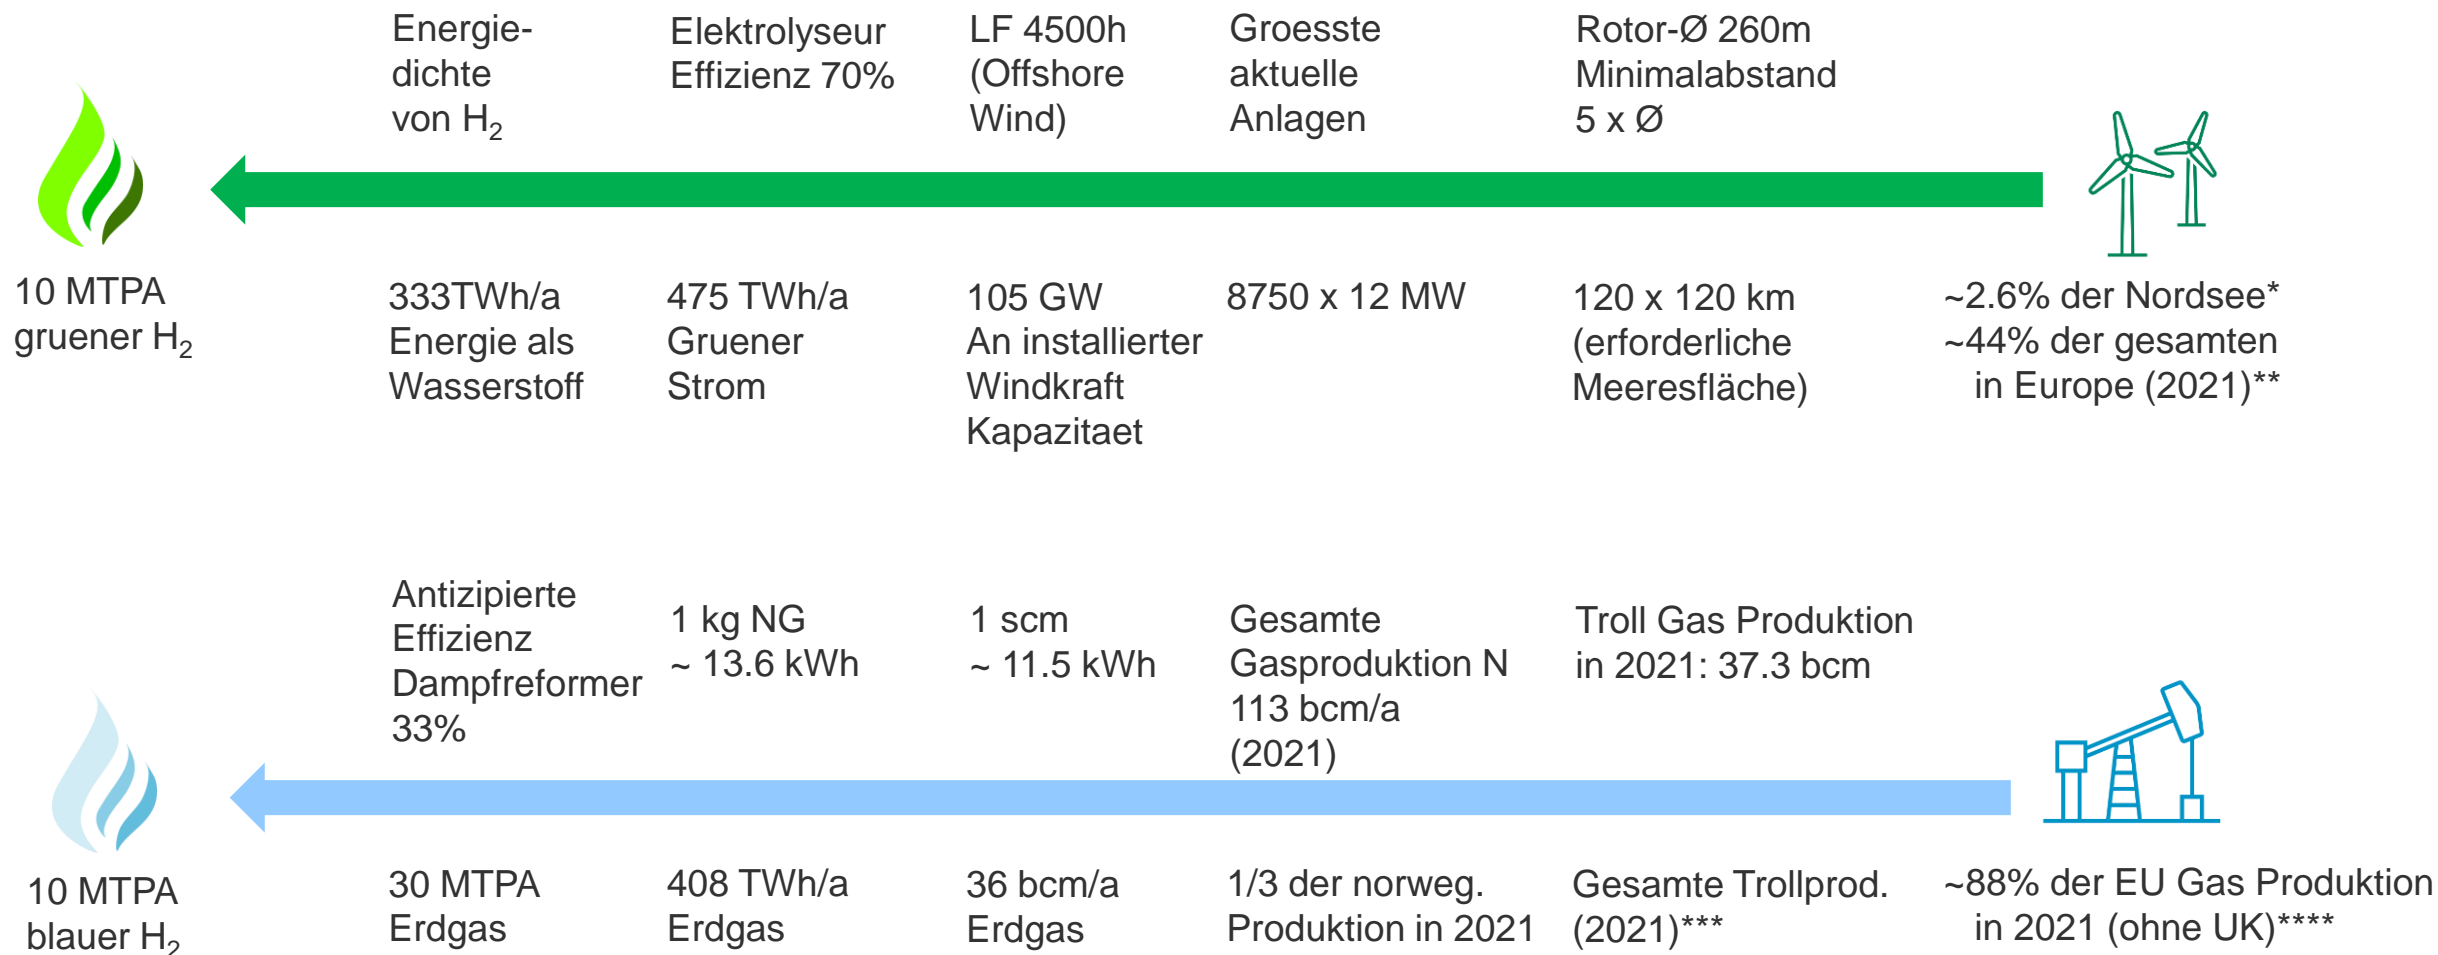 Energie-
dichte
von H₂
Elektrolyseur
Effizienz 70%
LF 4500h
(Offshore
Wind)
Groesste
aktuelle
Anlagen
Rotor-Ø 260m
Minimalabstand
5 x Ø
10 MTPA
gruener H₂
333TWh/a
Energie als
Wasserstoff
475 TWh/a
Gruener
Strom
105 GW
An installierter
Windkraft
Kapazitaet
8750 x 12 MW
120 x 120 km
(erforderliche
Meeresfläche)
~2.6% der Nordsee*
~44% der gesamten
in Europe (2021)**
Antizipierte
Effizienz
Dampfreformer
33%
1 kg NG
~ 13.6 kWh
1 scm
~ 11.5 kWh
Gesamte
Gasproduktion N
113 bcm/a
(2021)
Troll Gas Produktion
in 2021: 37.3 bcm
10 MTPA
blauer H₂
30 MTPA
Erdgas
408 TWh/a
Erdgas
36 bcm/a
Erdgas
1/3 der norweg.
Produktion in 2021
Gesamte Trollprod.
(2021)***
~88% der EU Gas Produktion
in 2021 (ohne UK)****